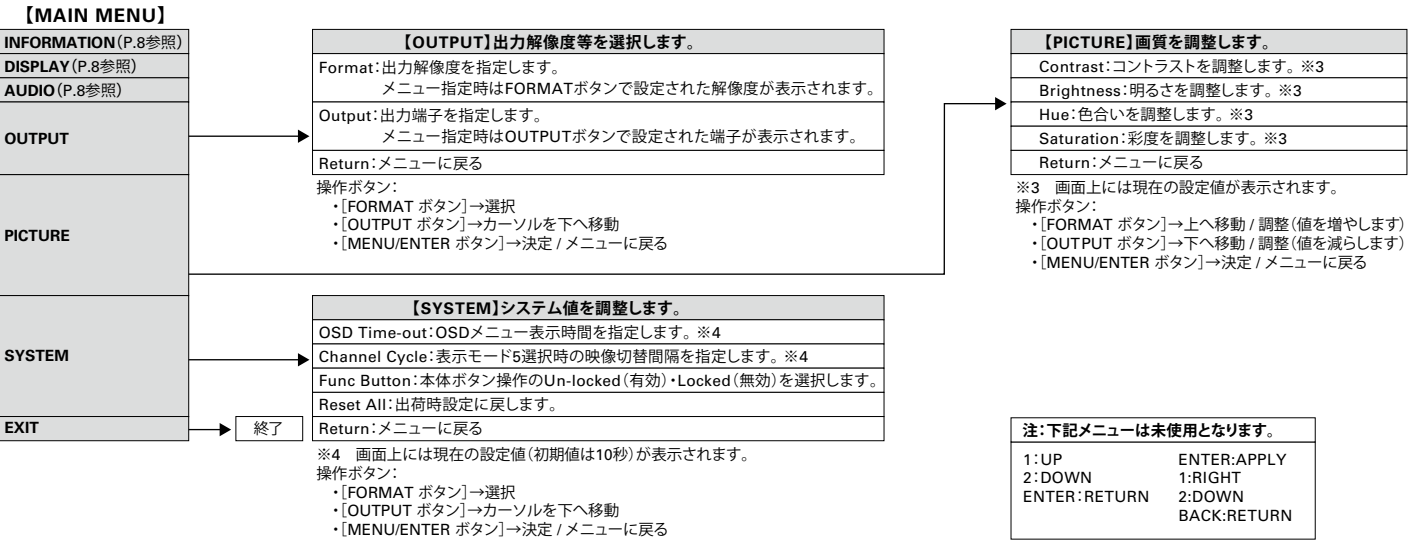 【MAIN MENU】
INFORMATION（P.8参照）
DISPLAY（P.8参照）
AUDIO（P.8参照）
OUTPUT
PICTURE
SYSTEM
EXIT
終了
【OUTPUT】出力解像度等を選択します。
Format：出力解像度を指定します。
メニュー指定時はFORMATボタンで設定された解像度が表示されます。
Output：出力端子を指定します。
メニュー指定時はOUTPUTボタンで設定された端子が表示されます。
Return：メニューに戻る
操作ボタン：
・［FORMAT ボタン］→選択
・［OUTPUT ボタン］→カーソルを下へ移動
・［MENU/ENTER ボタン］→決定 / メニューに戻る
【SYSTEM】システム値を調整します。
OSD Time-out：OSDメニュー表示時間を指定します。※4
Channel Cycle：表示モード5選択時の映像切替間隔を指定します。※4
Func Button：本体ボタン操作のUn-locked（有効）・Locked（無効）を選択します。
Reset All：出荷時設定に戻します。
Return：メニューに戻る
※4　画面上には現在の設定値（初期値は10秒）が表示されます。
操作ボタン：
・［FORMAT ボタン］→選択
・［OUTPUT ボタン］→カーソルを下へ移動
・［MENU/ENTER ボタン］→決定 / メニューに戻る
【PICTURE】画質を調整します。
Contrast：コントラストを調整します。※3
Brightness：明るさを調整します。※3
Hue：色合いを調整します。※3
Saturation：彩度を調整します。※3
Return：メニューに戻る
※3　画面上には現在の設定値が表示されます。
操作ボタン：
・［FORMAT ボタン］→上へ移動 / 調整（値を増やします）
・［OUTPUT ボタン］→下へ移動 / 調整（値を減らします）
・［MENU/ENTER ボタン］→決定 / メニューに戻る
注：下記メニューは未使用となります。
1：UP
2：DOWN
ENTER：RETURN
ENTER:APPLY
1:RIGHT
2:DOWN
BACK:RETURN